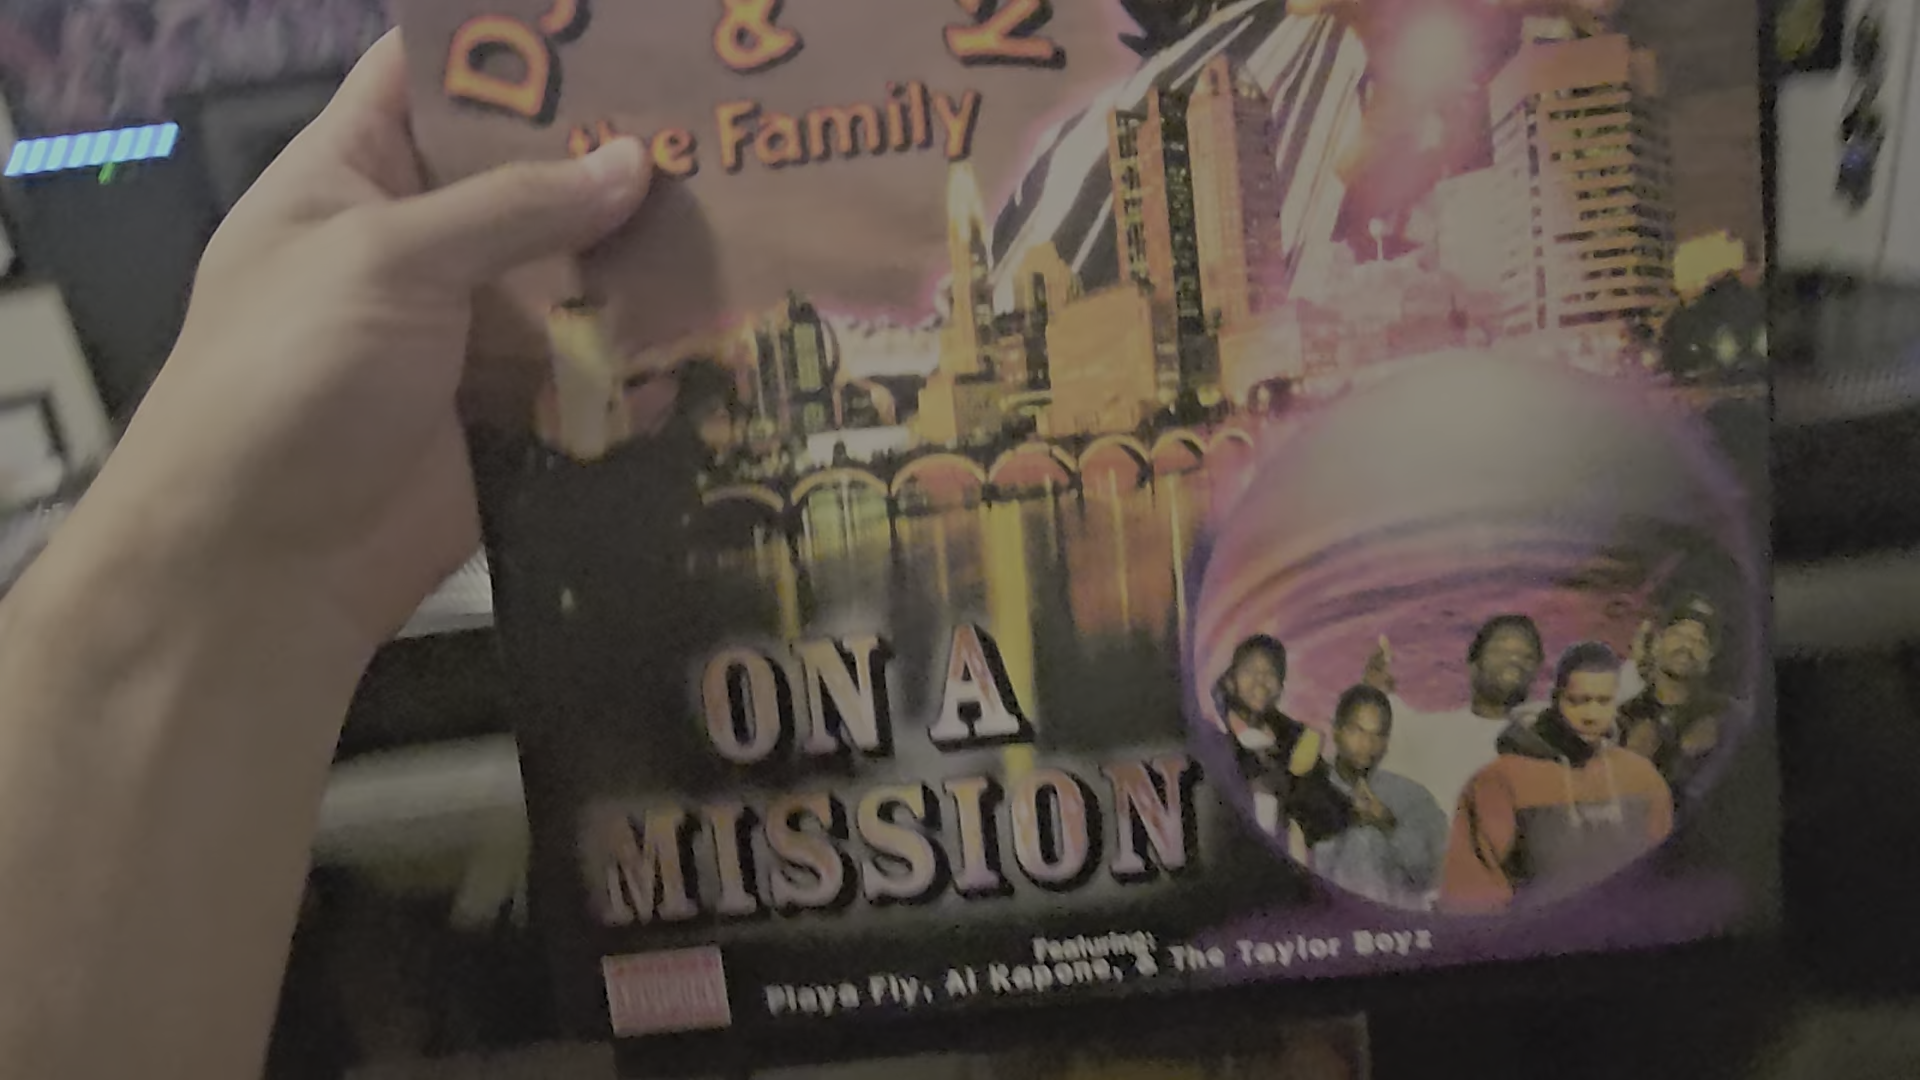 &
the Family
ON A
MISSION
Featuring:
Playa Fly, Al Kapone, & The Taylor Boyz